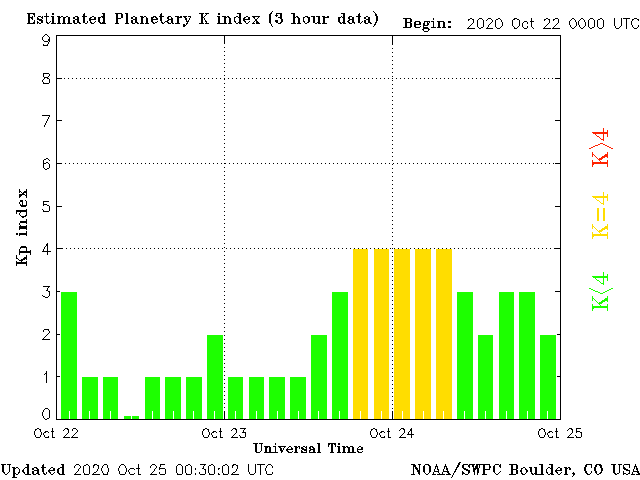 Estimated Planetary K index (3 hour data)
Begin: 2020 Oct 22 0000 UTC
9
8
7
6
5
4
3
2
1
0
Kp index
K>4
K=4
K<4
Oct 22
Oct 23
Oct 24
Oct 25
Universal Time
Updated 2020 Oct 25 00:30:02 UTC
NOAA/SWPC Boulder, CO USA